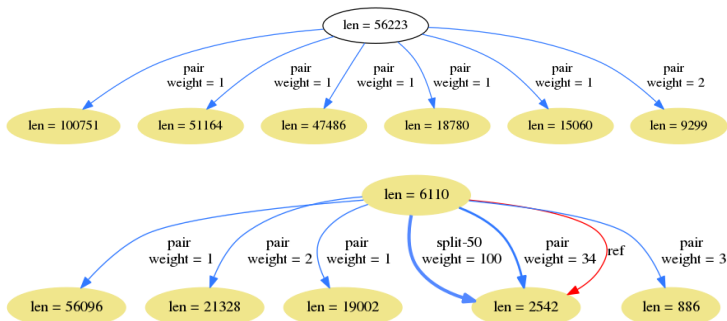 len = 56223
pair
weight = 1
pair
weight = 1
pair
weight = 1
pair
weight = 1
pair
weight = 1
pair
weight = 2
len = 100751
len = 51164
len = 47486
len = 18780
len = 15060
len = 9299
len = 6110
pair
weight = 1
pair
weight = 2
pair
weight = 1
split-50
weight = 100
pair
weight = 34
ref
pair
weight = 3
len = 56096
len = 21328
len = 19002
len = 2542
len = 886